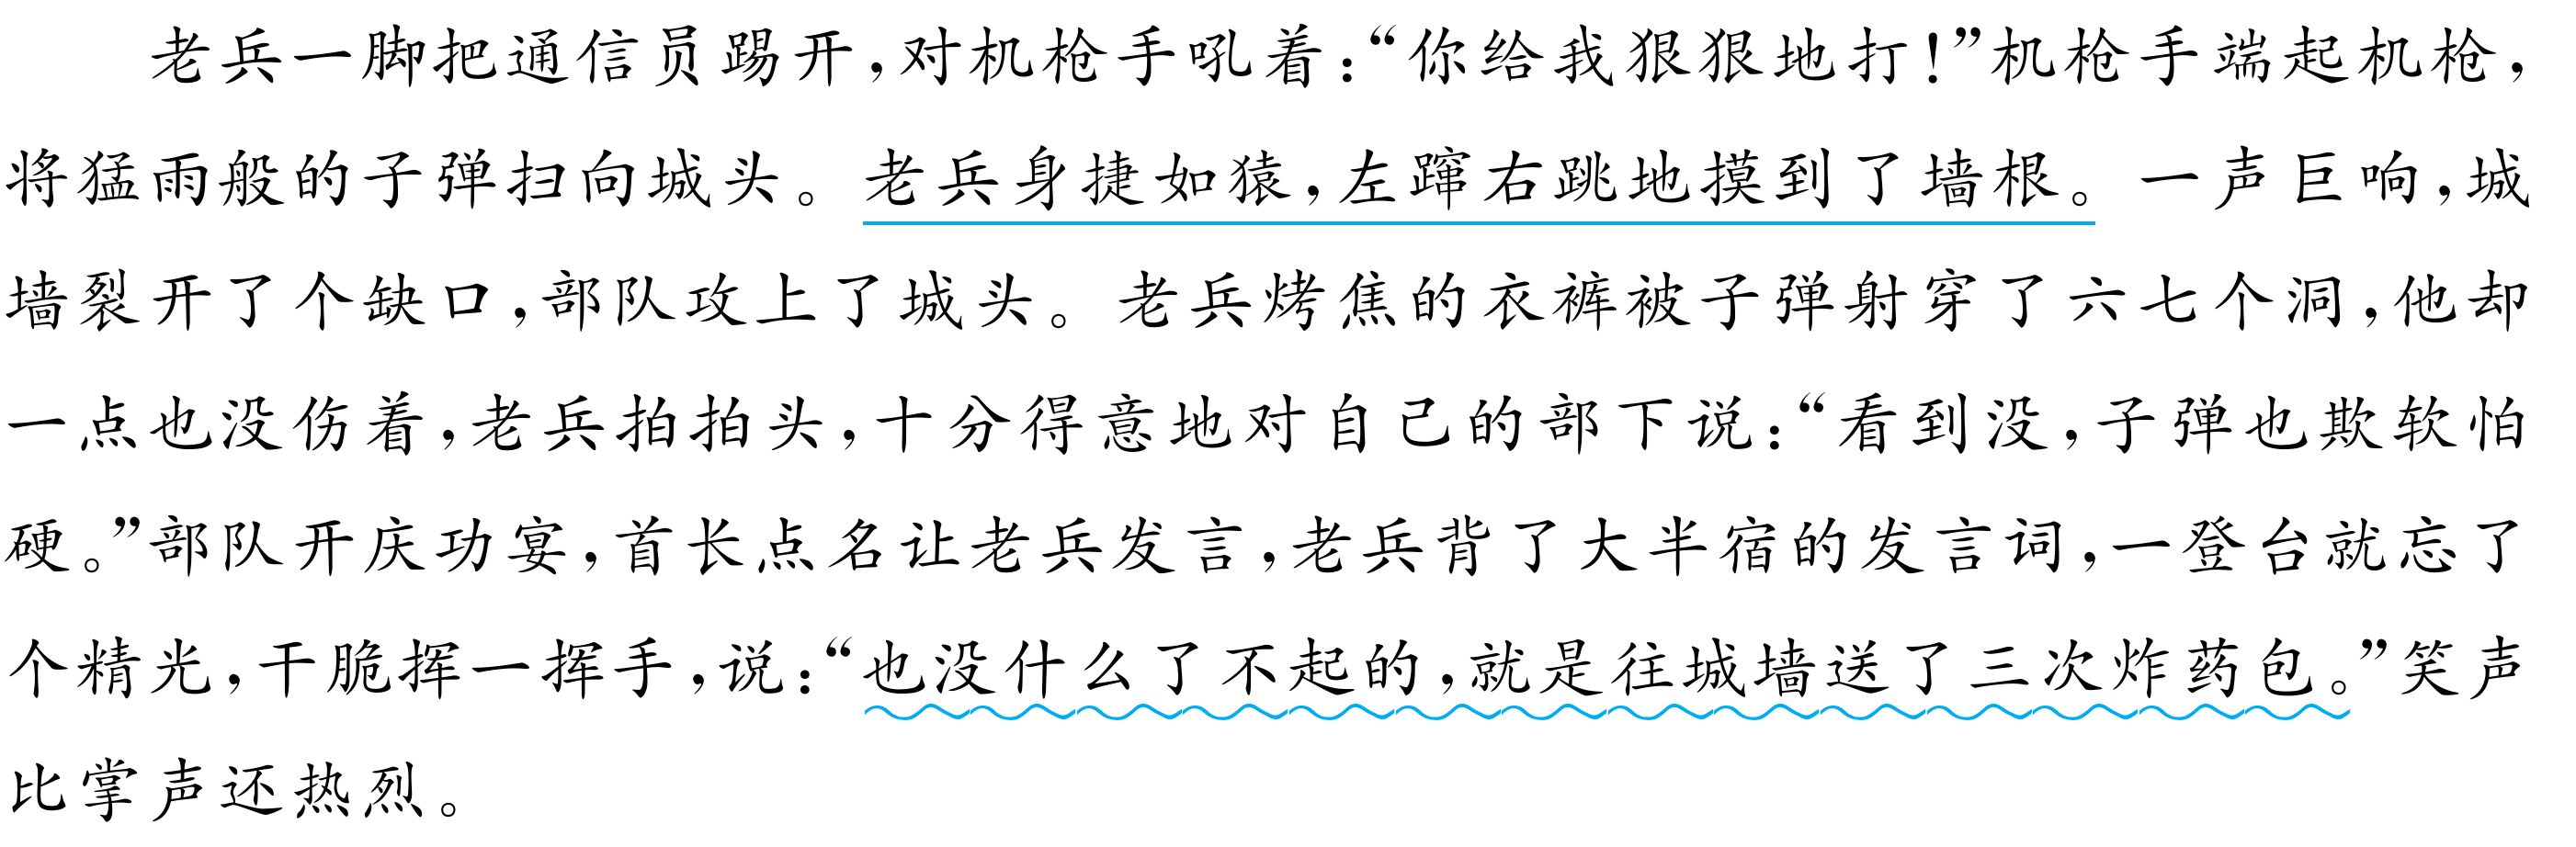 老兵一脚把通信员踢开,对机枪手吼着:“你给我狠狠地打!”机枪手端起机枪,
将猛雨般的子弹扫向城头。老兵身捷如猿,左蹿右跳地摸到了墙根。一声巨响,城
墙裂开了个缺口,部队攻上了城头。老兵烤焦的衣裤被子弹射穿了六七个洞,他却
一点也没伤着,老兵拍拍头,十分得意地对自己的部下说:“看到没,子弹也欺软怕
硬。”部队开庆功宴,首长点名让老兵发言,老兵背了大半宿的发言词,一登台就忘了
个精光,干脆挥一挥手,说:“也没什么了不起的,就是往城墙送了三次炸药包。”笑声
比掌声还热烈。